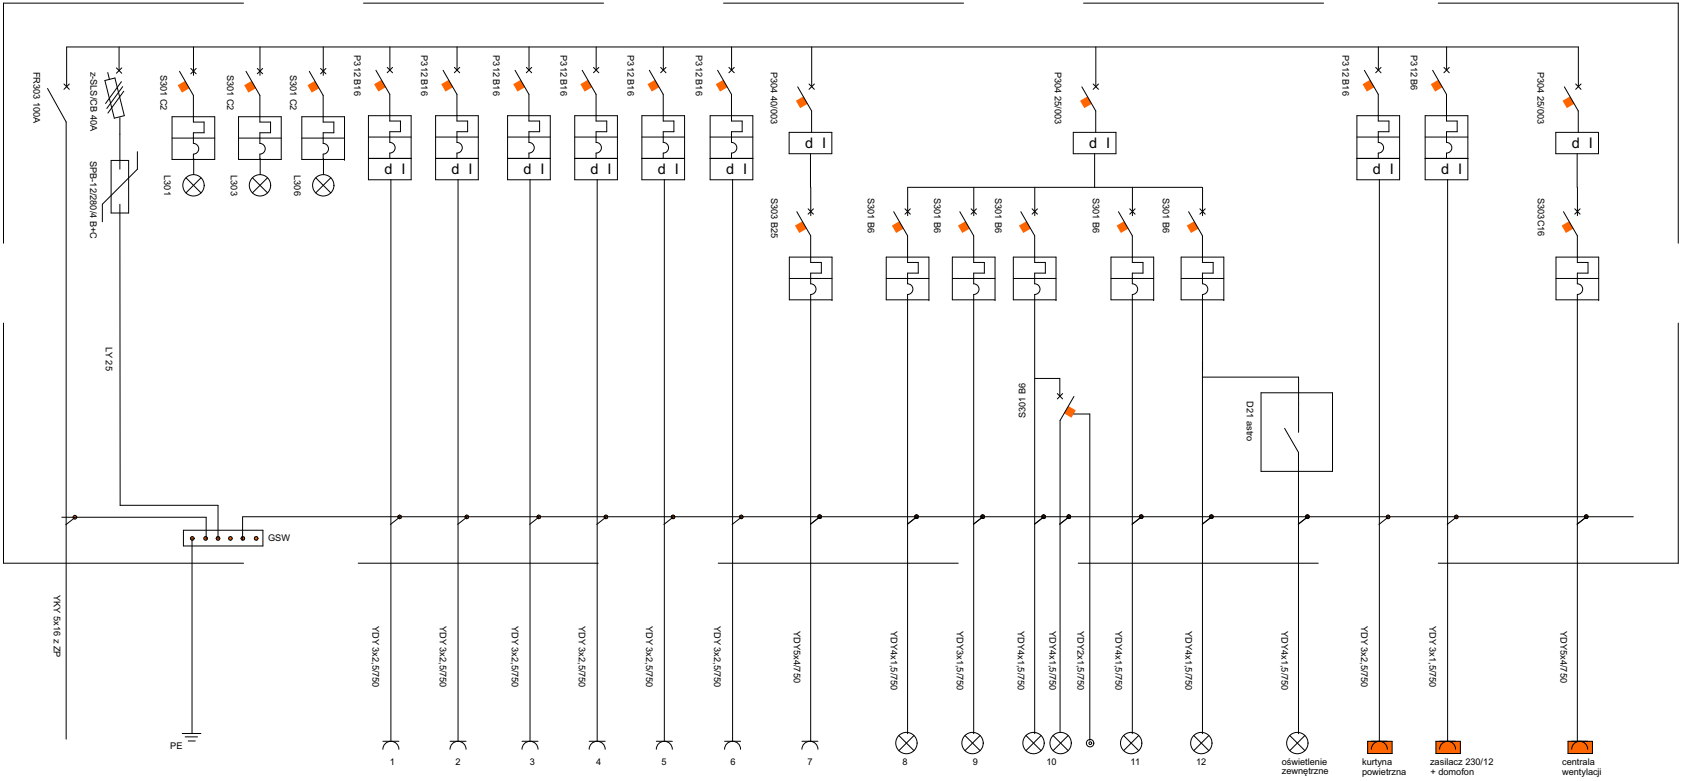 FR303 100A
z-SLS/CB 40A
SPB-12/280/4 B+C
S301 C2
S301 C2
S301 C2
L301
L303
L306
P312 B16
P312 B16
P312 B16
P312 B16
P312 B16
P312 B16
P304 40/003
P304 25/003
P312 B16
P312 B6
P304 25/003
d I
d I
d I
d I
d I
d I
d I
d I
d I
d I
d I
S303 B25
S301 B6
S301 B6
S301 B6
S301 B6
S301 B6
S303 C16
LY 25
S301 B6
D21 astro
GSW
YKY 5x16 z ZP
YDY 3x2,5/750
YDY 3x2,5/750
YDY 3x2,5/750
YDY 3x2,5/750
YDY 3x2,5/750
YDY 3x2,5/750
YDY5x4/750
YDY4x1,5/750
YDY3x1,5/750
YDY4x1,5/750
YDY4x1,5/750
YDY2x1,5/750
YDY4x1,5/750
YDY4x1,5/750
YDY4x1,5/750
YDY 3x2,5/750
YDY 3x1,5/750
YDY5x4/750
PE
1
2
3
4
5
6
7
8
9
10
11
12
oświetlenie
zewnętrzne
kurtyna
powietrzna
zasilacz 230/12
+ domofon
centrala
wentylacji